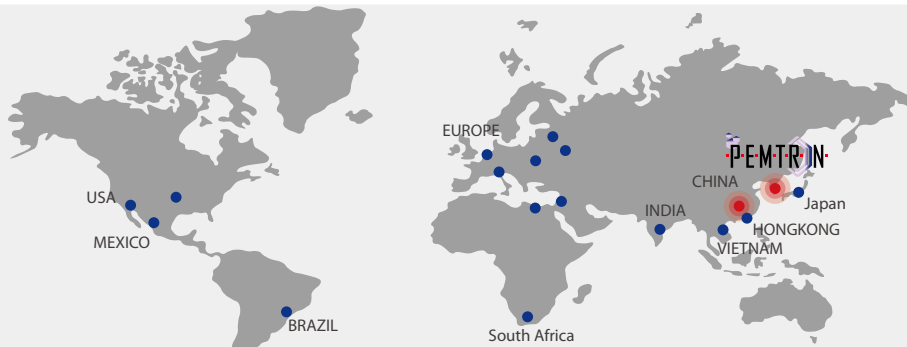 EUROPE
PEMTRON
CHINA
USA
Japan
INDIA
HONGKONG
MEXICO
VIETNAM
BRAZIL
South Africa